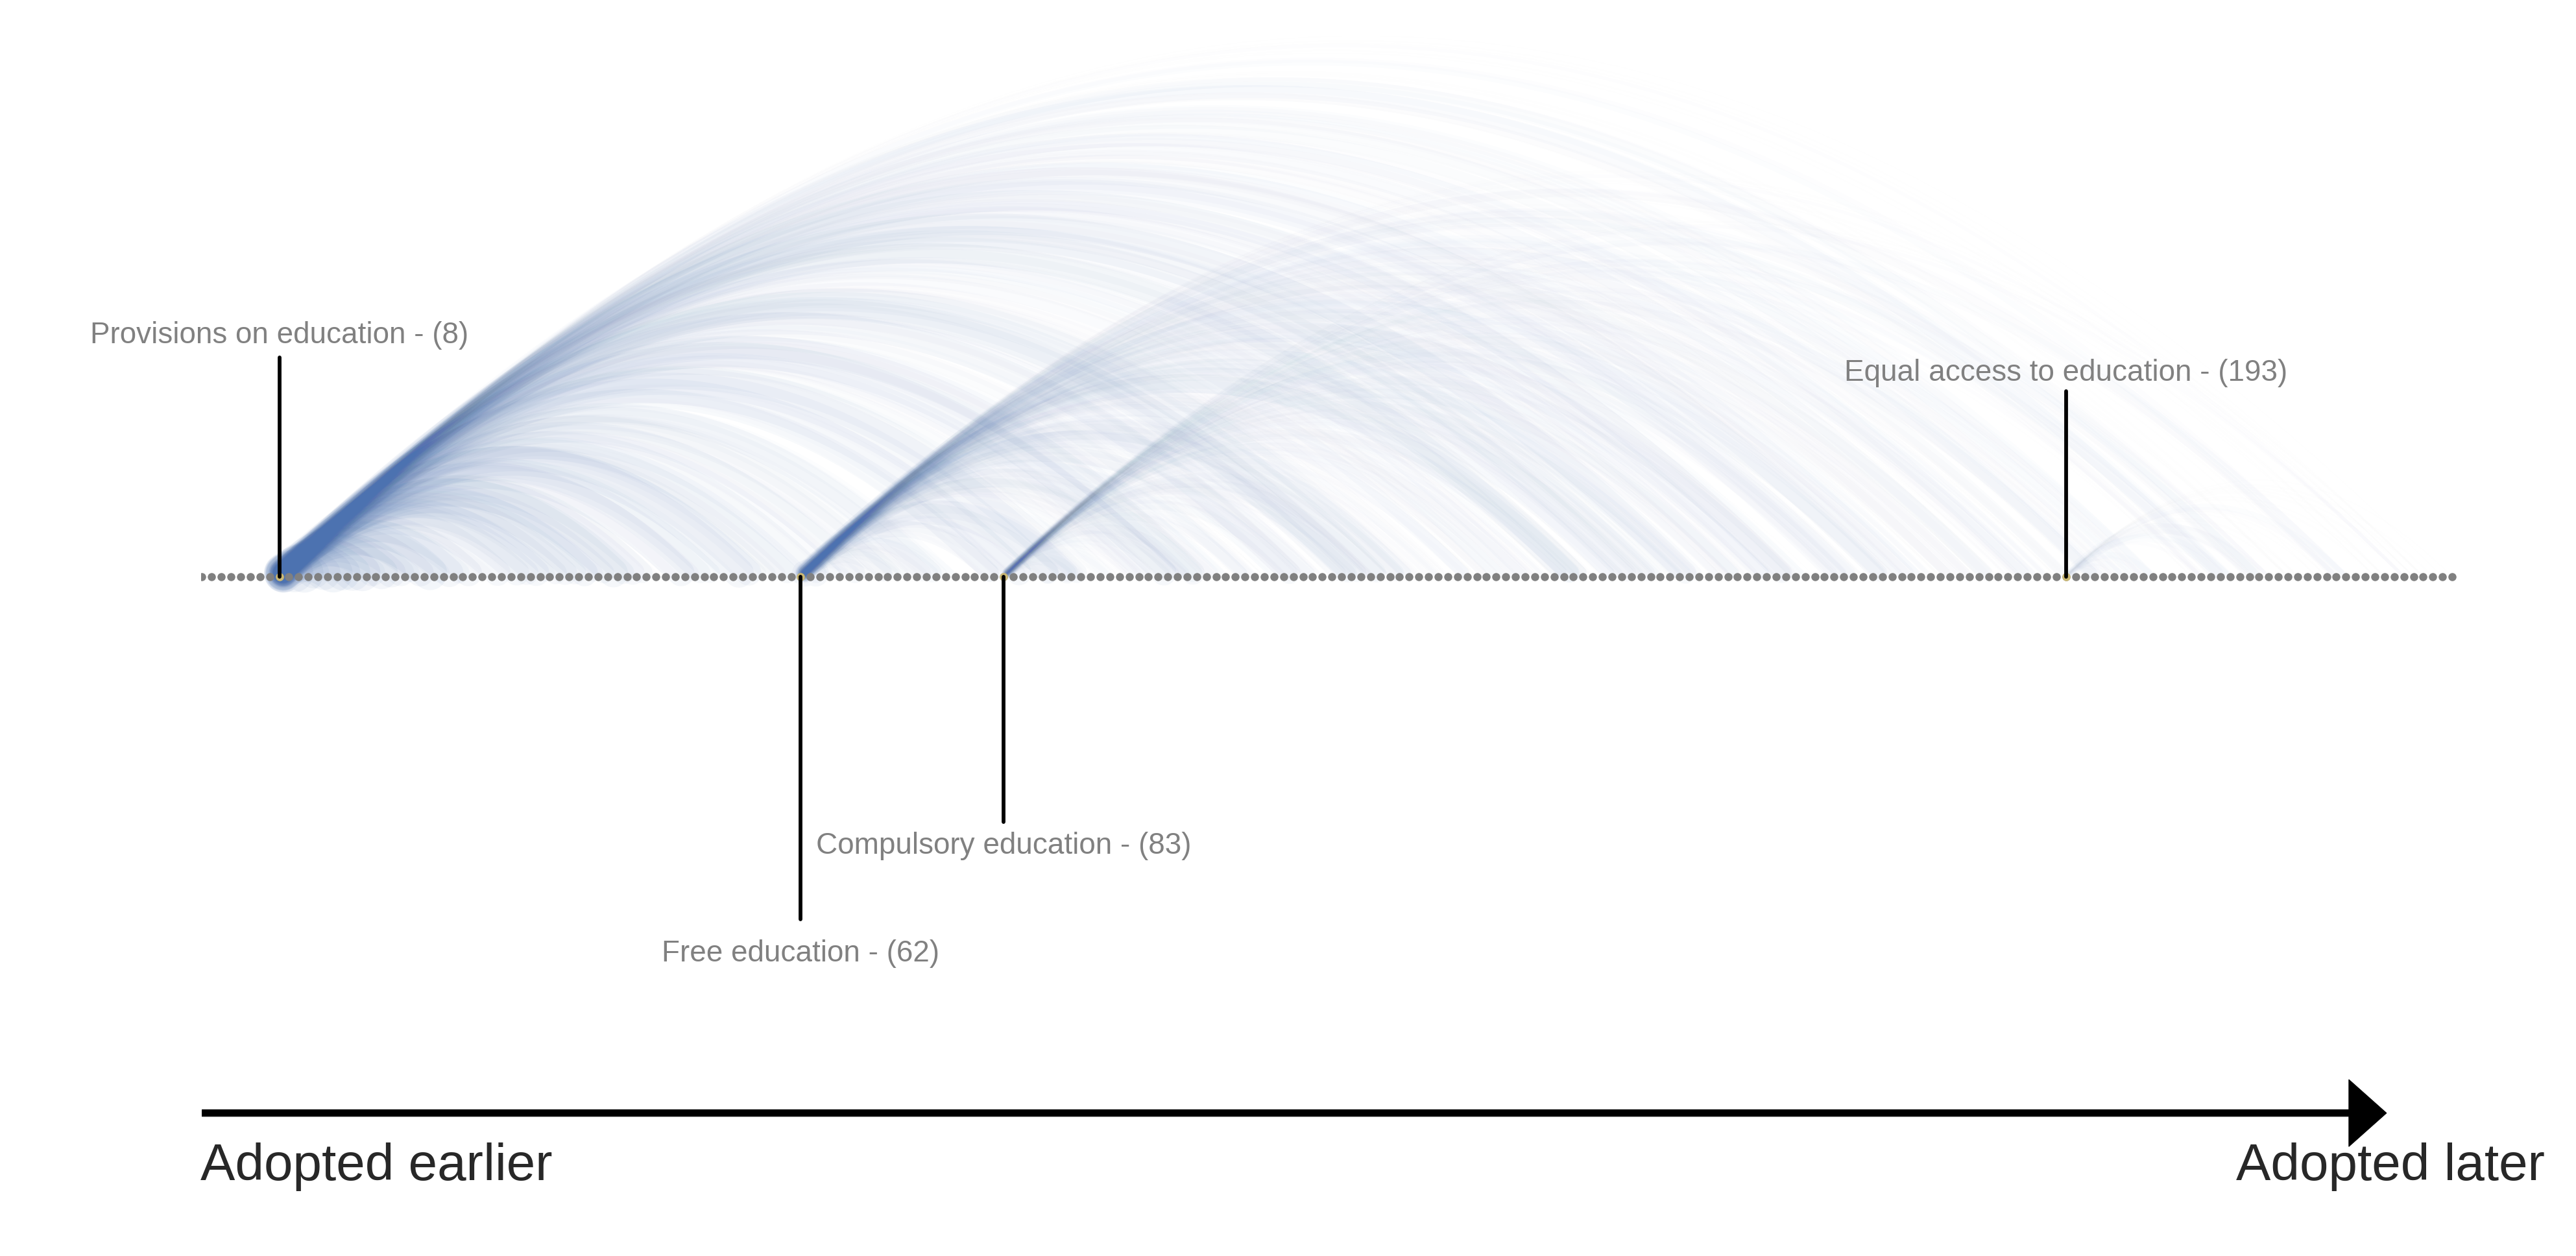 Provisions on education - (8)
Equal access to education - (193)
Compulsory education - (83)
Free education - (62)
Adopted earlier
Adopted later